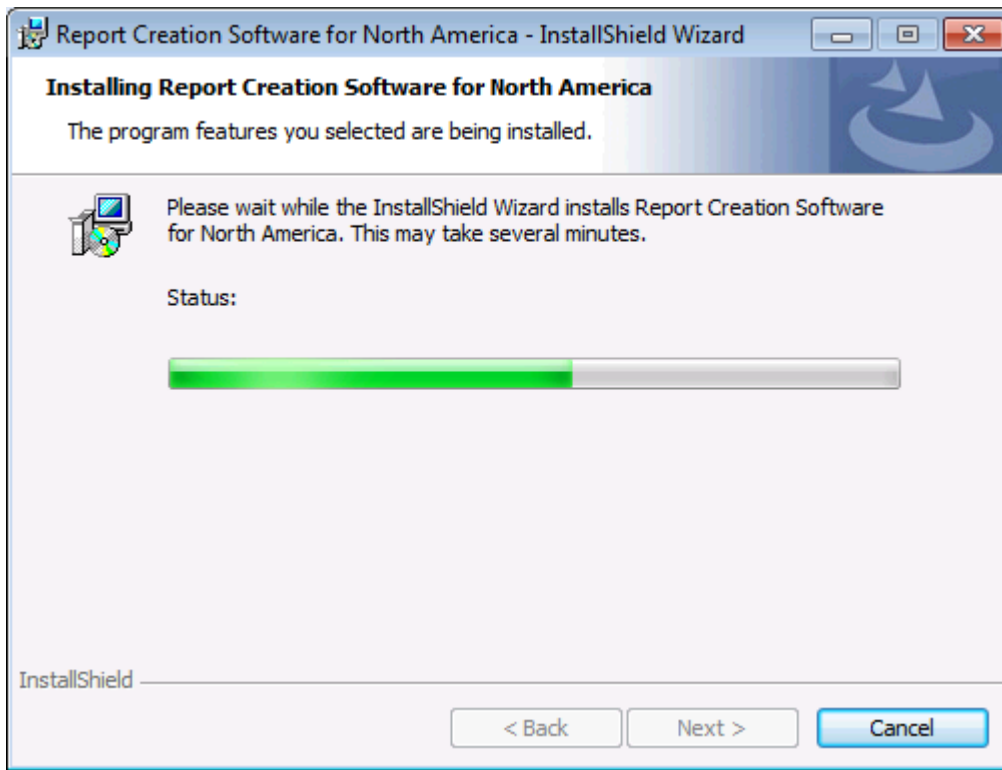 Report Creation Software for North America - InstallShield Wizard
Installing Report Creation Software for North America
The program features you selected are being installed.
Please wait while the InstallShield Wizard installs Report Creation Software
for North America. This may take several minutes.
Status:
InstallShield
< Back Next > Cancel